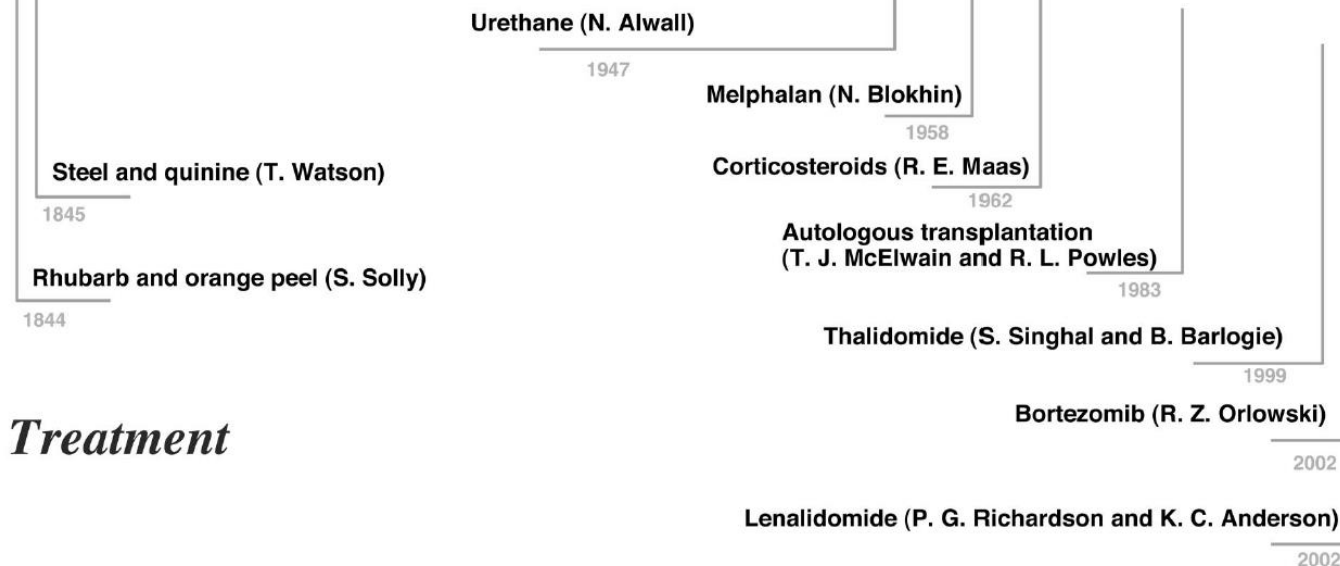 Urethane (N. Alwall)
1947
Melphalan (N. Blokhin)
1958
Steel and quinine (T. Watson)
1845
Corticosteroids (R. E. Maas)
1962
Autologous transplantation
(T. J. McElwain and R. L. Powles)
1983
Rhubarb and orange peel (S. Solly)
1844
Thalidomide (S. Singhal and B. Barlogie)
1999
Bortezomib (R. Z. Orlowski)
2002
Treatment
Lenalidomide (P. G. Richardson and K. C. Anderson)
2002